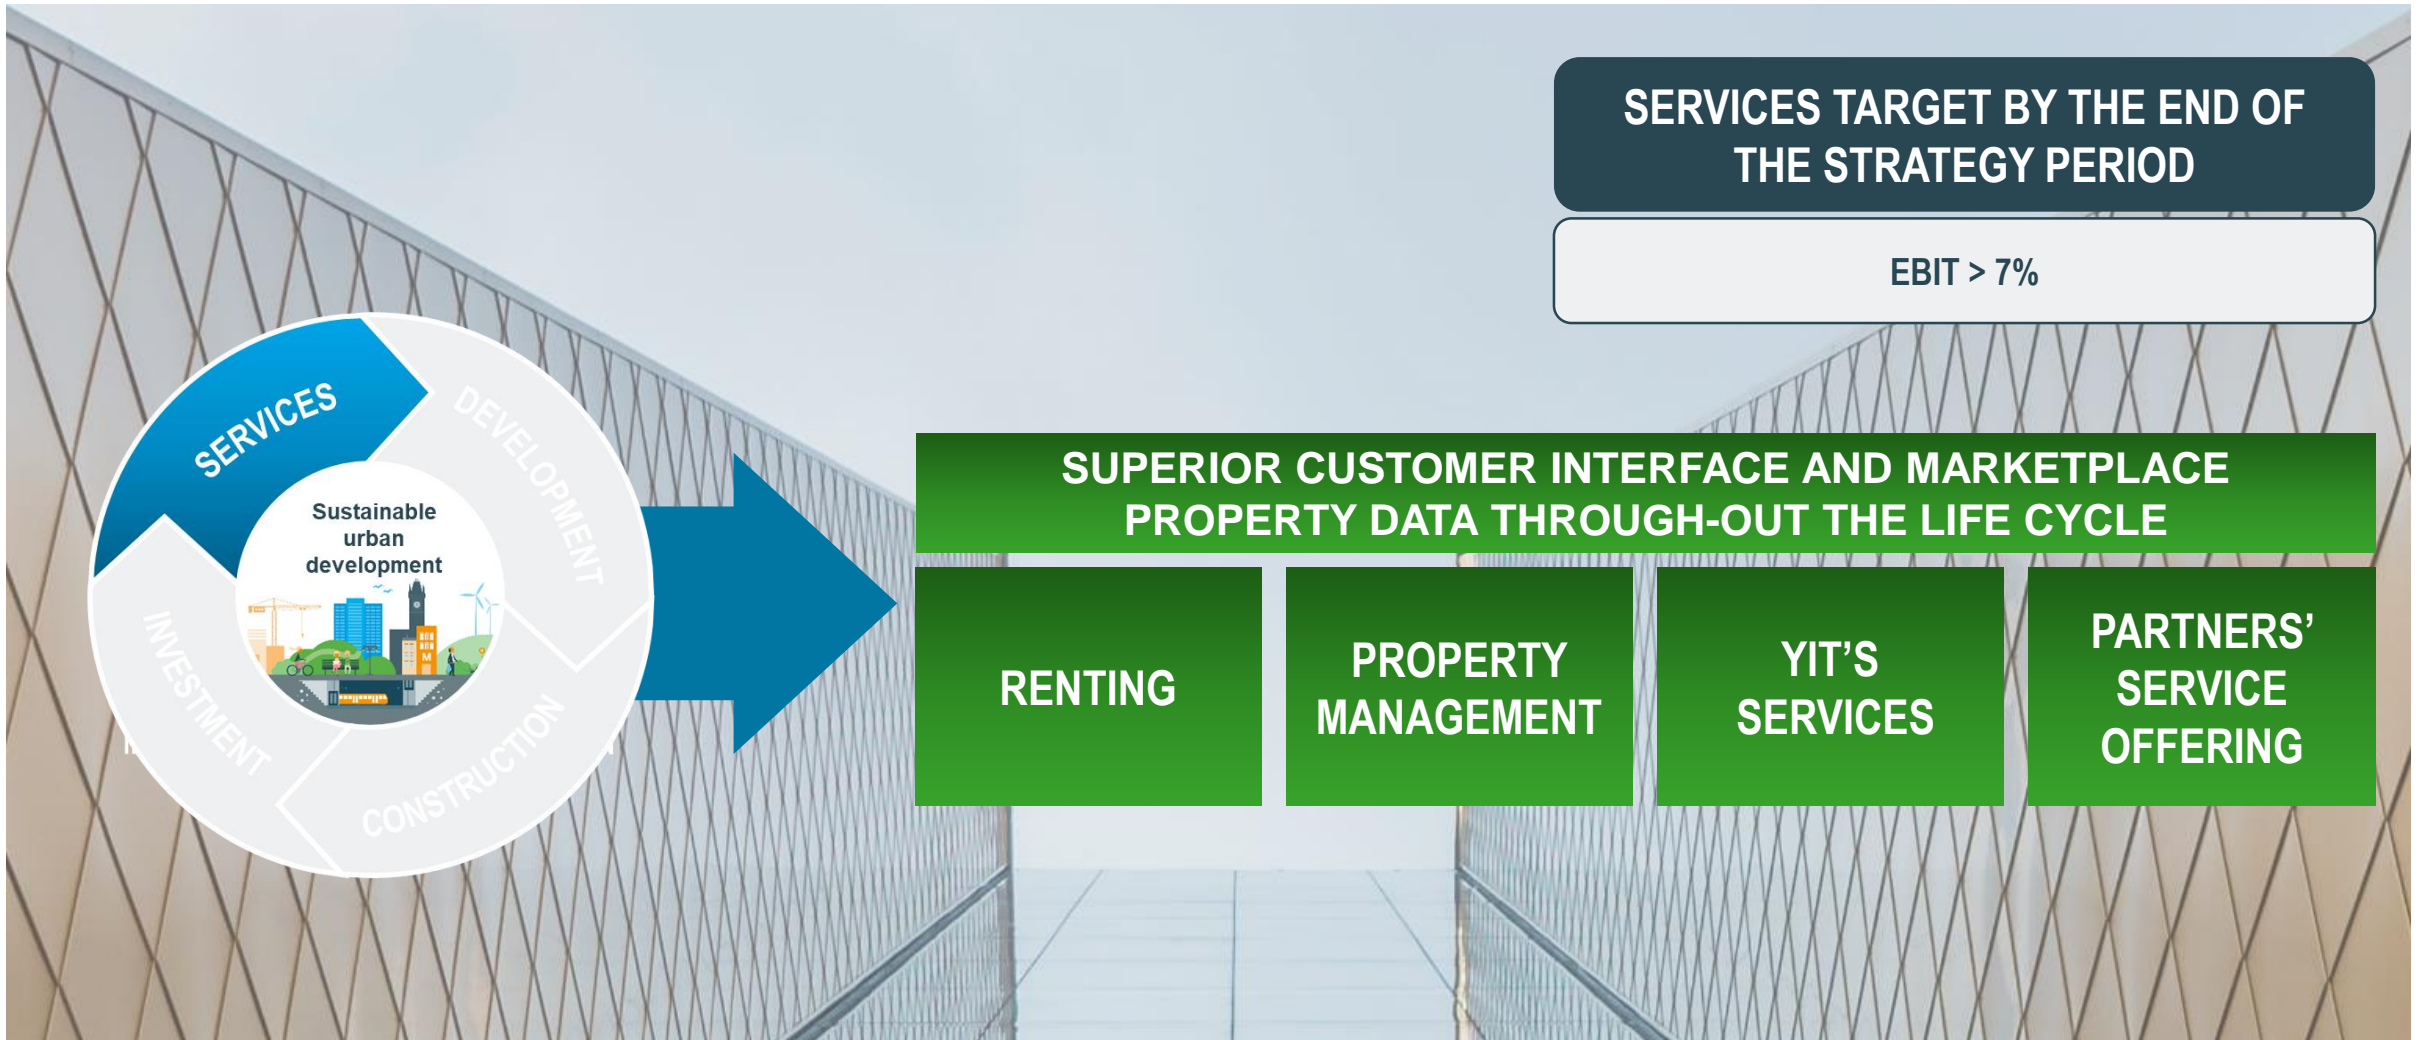 SERVICES TARGET BY THE END OF
THE STRATEGY PERIOD
EBIT > 7%
SERVICES
DEVELOPMENT
CONSTRUCTION
INVESTMENT
Sustainable
urban
development
M
SUPERIOR CUSTOMER INTERFACE AND MARKETPLACE
PROPERTY DATA THROUGH-OUT THE LIFE CYCLE
RENTING
PROPERTY
MANAGEMENT
YIT’S
SERVICES
PARTNERS’
SERVICE
OFFERING